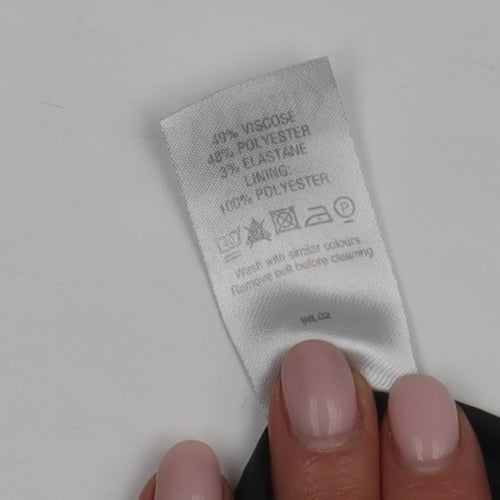 49% VISCOSE
48% POLYESTER
3% ELASTANE
LINING:
100% POLYESTER
Wash with similar colours
Remove belt before cleaning